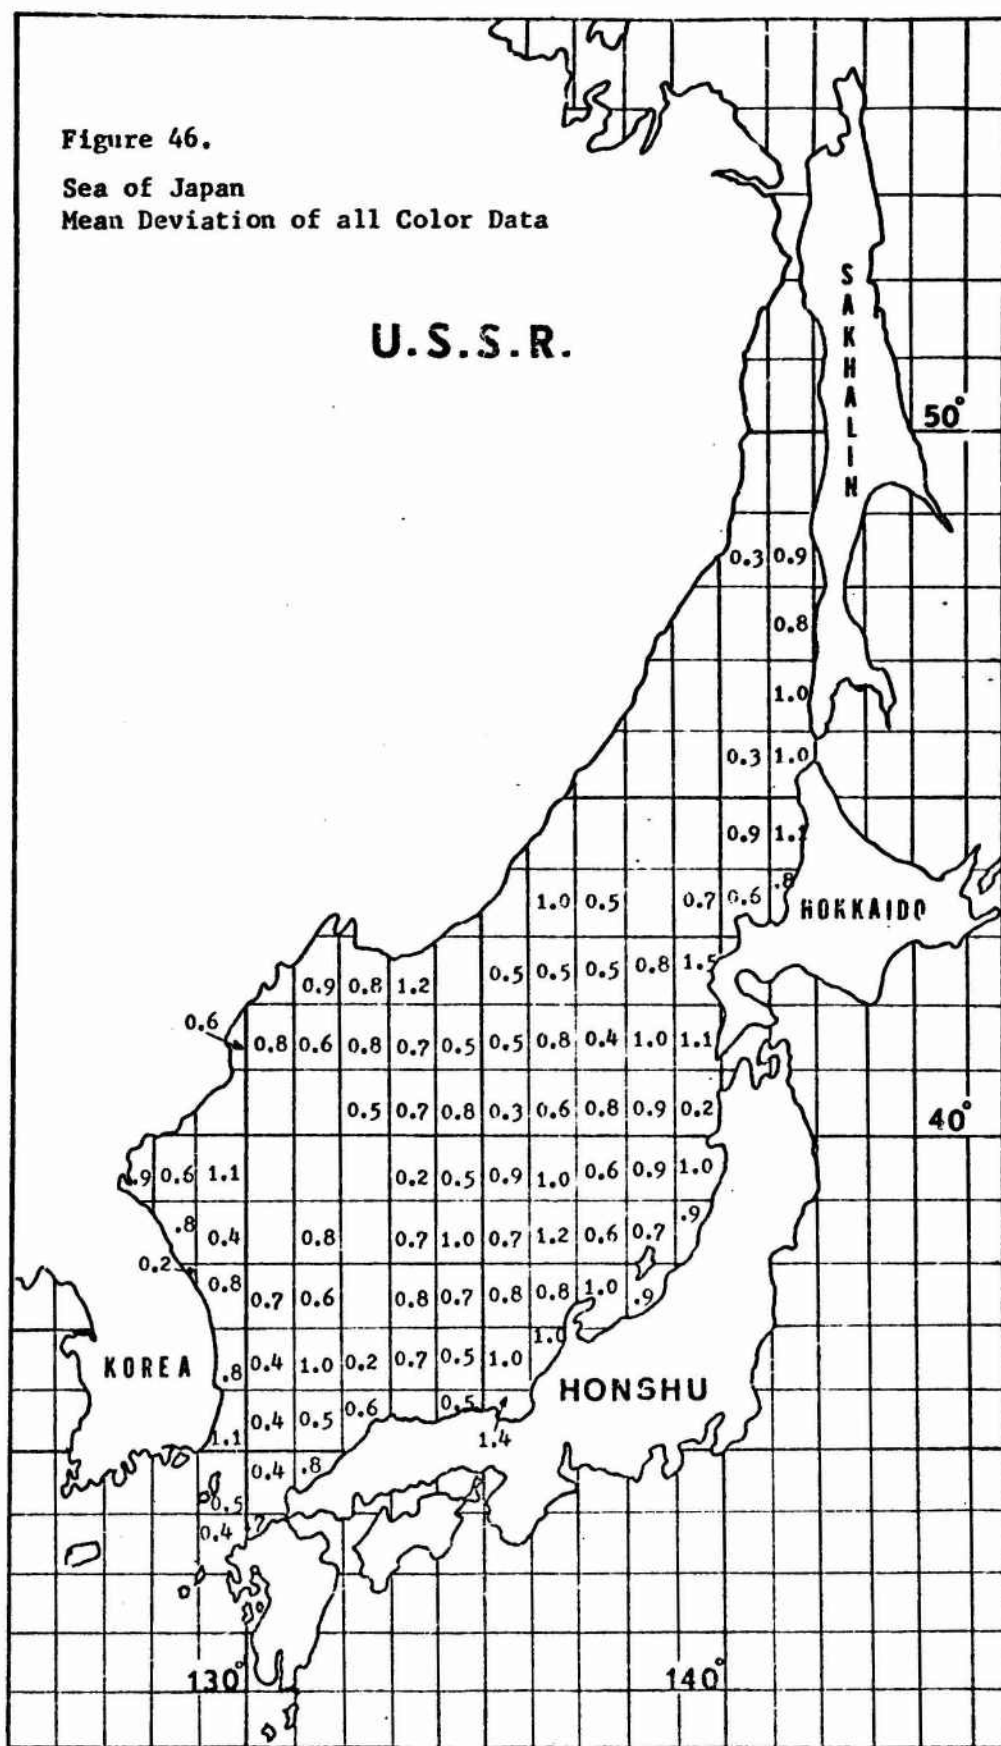 Figure 46.
Sea of Japan
Mean Deviation of all Color Data
U.S.S.R.
SAKHALIN
50°
0.3 0.9
0.8
1.0
0.3 1.0
0.9 1.1
.8
1.0 0.5 0.7 0.6
HOKKAIDO
0.9 0.8 1.2 0.5 0.5 0.5 0.8 1.5
0.6
0.8 0.6 0.8 0.7 0.5 0.5 0.8 0.4 1.0 1.1
0.5 0.7 0.8 0.3 0.6 0.8 0.9 0.2
40°
.9 0.6 1.1 0.2 0.5 0.9 1.0 0.6 0.9 1.0
.8 0.4 0.8 0.7 1.0 0.7 1.2 0.6 0.7 .9
0.2
0.8 0.7 0.6 0.8 0.7 0.8 0.8 1.0 .9
1.0
KOREA .8 0.4 1.0 0.2 0.7 0.5 1.0
HONSHU
1.1 0.4 0.5 0.6 0.5
1.4
0.4 .8
0.5
0.4
130° 140°